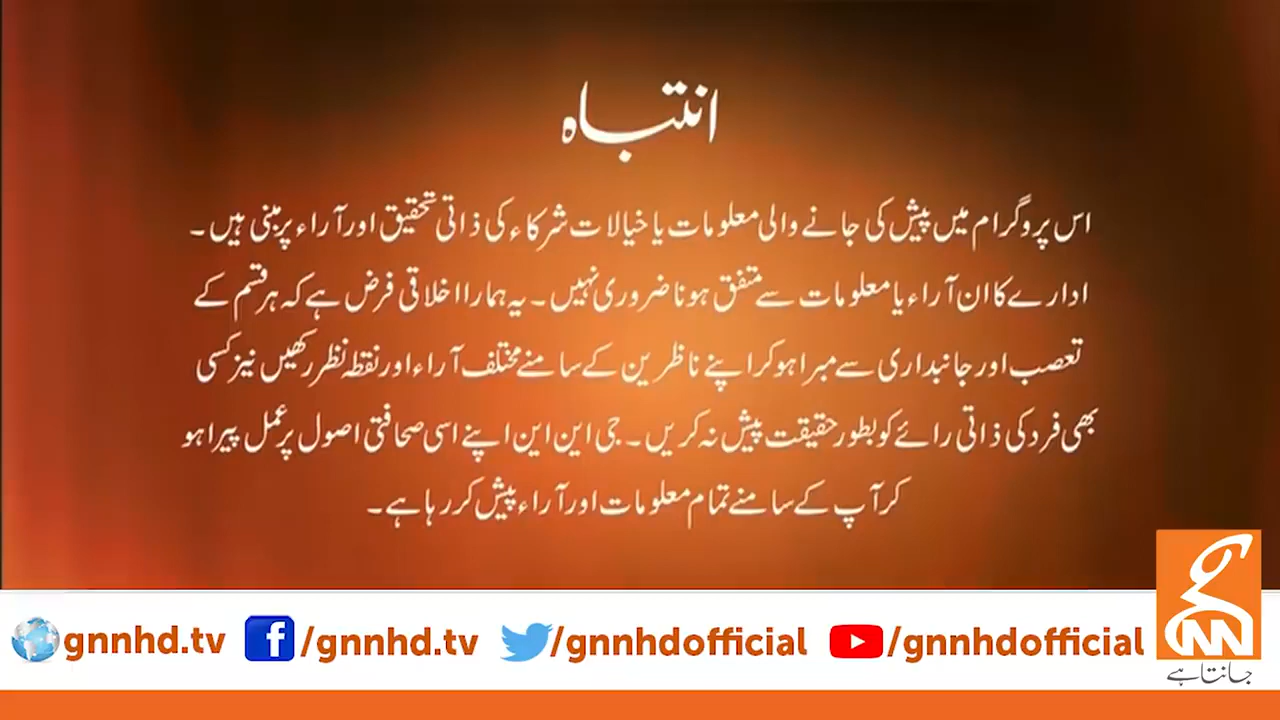 انتباہ
اس پروگرام میں پیش کی جانے والی معلومات یا خیالات شرکاء کی ذاتی تحقیق اور آراء پر مبنی ہیں۔
ادارے کا ان آراء یا معلومات سے متفق ہونا ضروری نہیں۔ یہ ہمارا اخلاقی فرض ہے کہ ہر قسم کے
تعصب اور جانبداری سے مبرا ہو کر اپنے ناظرین کے سامنے مختلف آراء اور نقطہ نظر رکھیں نیز کسی
بھی فرد کی ذاتی رائے کو بطور حقیقت پیش نہ کریں۔ جی این این اپنے اسی صحافتی اصول پر عمل پیرا ہو
کر آپ کے سامنے تمام معلومات اور آراء پیش کر رہا ہے۔
gnnhd.tv /gnnhd.tv /gnnhdofficial /gnnhdofficial
GNN
جانتا ہے